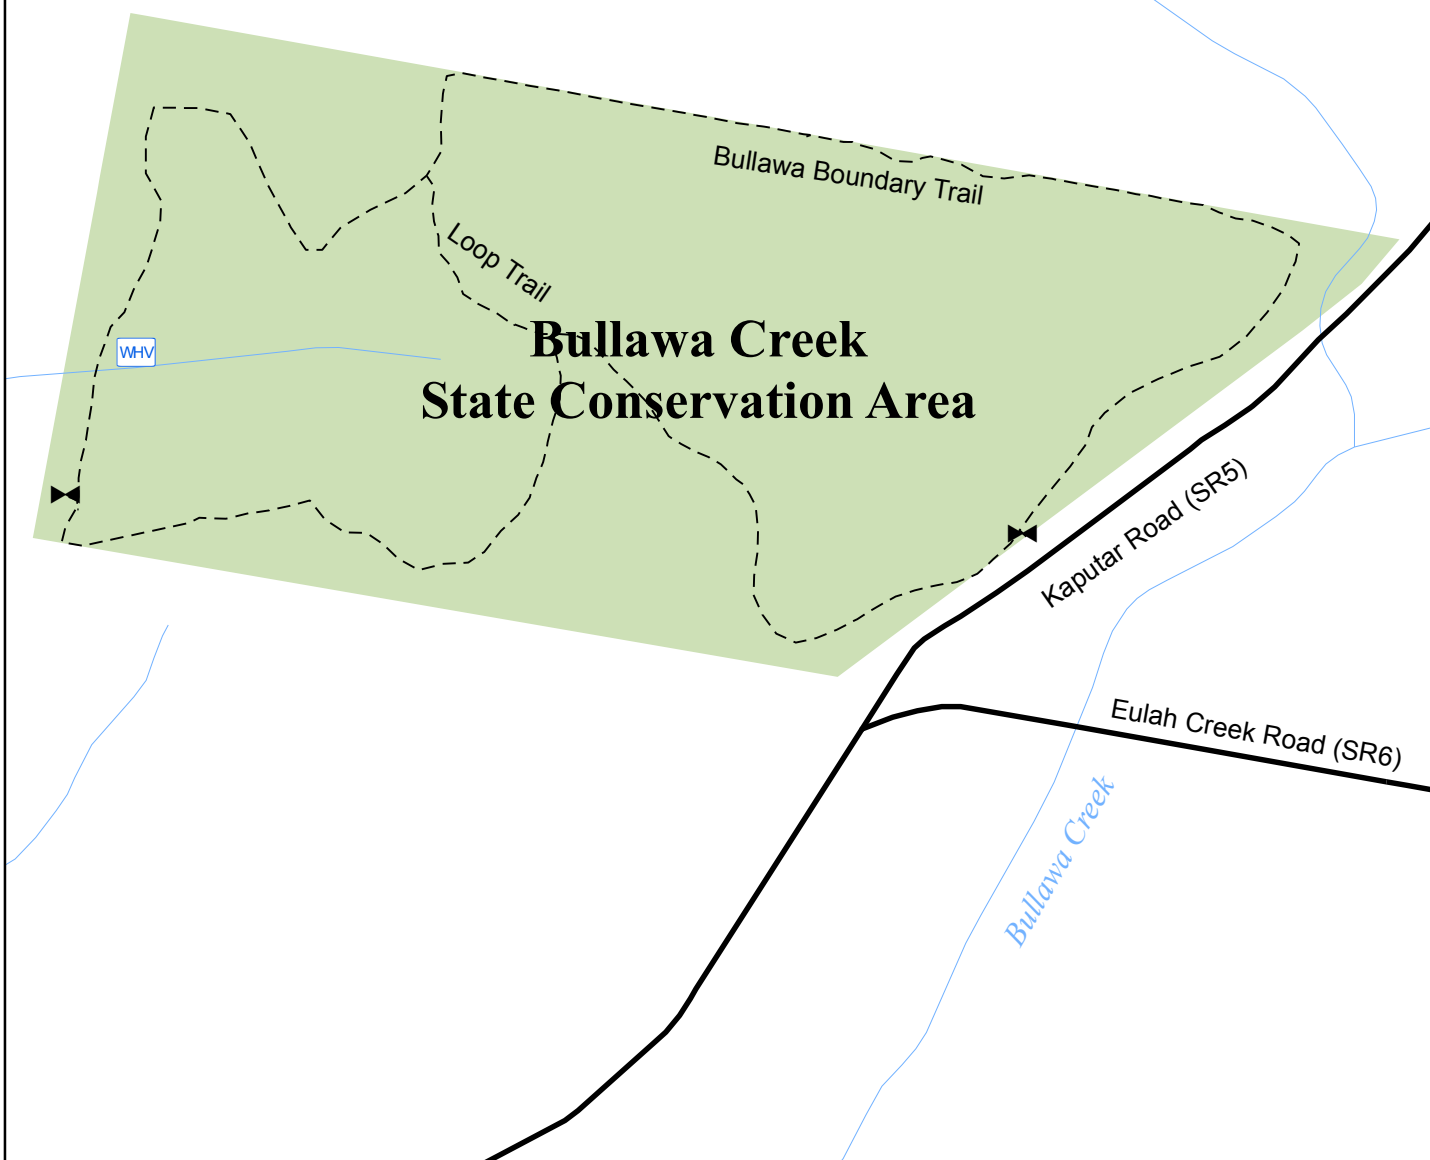 Bullawa Boundary Trail
Loop Trail
Bullawa Creek
State Conservation Area
WHV
Kaputar Road (SR5)
Eulah Creek Road (SR6)
Bullawa Creek